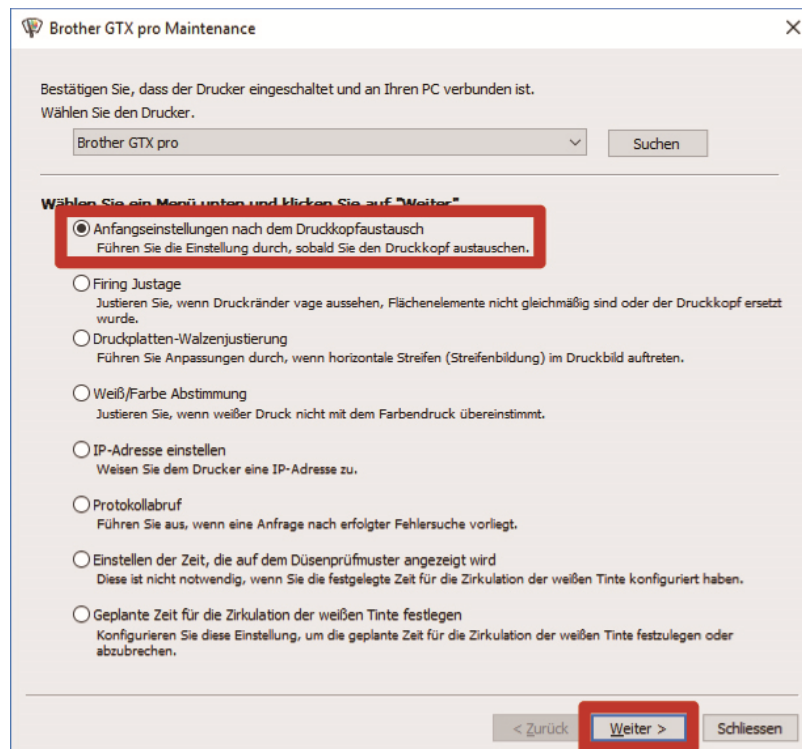 Brother GTX pro Maintenance
Bestätigen Sie, dass der Drucker eingeschaltet und an Ihren PC verbunden ist.
Wählen Sie den Drucker.
Brother GTX pro
Suchen
Wählen Sie ein Menü unten und klicken Sie auf "Weiter"
Anfangseinstellungen nach dem Druckkopfaustausch
Führen Sie die Einstellung durch, sobald Sie den Druckkopf austauschen.
Firing Justage
Justieren Sie, wenn Druckränder vage aussehen, Flächenelemente nicht gleichmäßig sind oder der Druckkopf ersetzt
wurde.
Druckplatten-Walzenjustierung
Führen Sie Anpassungen durch, wenn horizontale Streifen (Streifenbildung) im Druckbild auftreten.
Weiß/Farbe Abstimmung
Justieren Sie, wenn weißer Druck nicht mit dem Farbendruck übereinstimmt.
IP-Adresse einstellen
Weisen Sie dem Drucker eine IP-Adresse zu.
Protokollabruf
Führen Sie aus, wenn eine Anfrage nach erfolgter Fehlersuche vorliegt.
Einstellen der Zeit, die auf dem Düsenprüfmuster angezeigt wird
Diese ist nicht notwendig, wenn Sie die festgelegte Zeit für die Zirkulation der weißen Tinte konfiguriert haben.
Geplante Zeit für die Zirkulation der weißen Tinte festlegen
Konfigurieren Sie diese Einstellung, um die geplante Zeit für die Zirkulation der weißen Tinte festzulegen oder
abzubrechen.
< Zurück
Weiter >
Schliessen